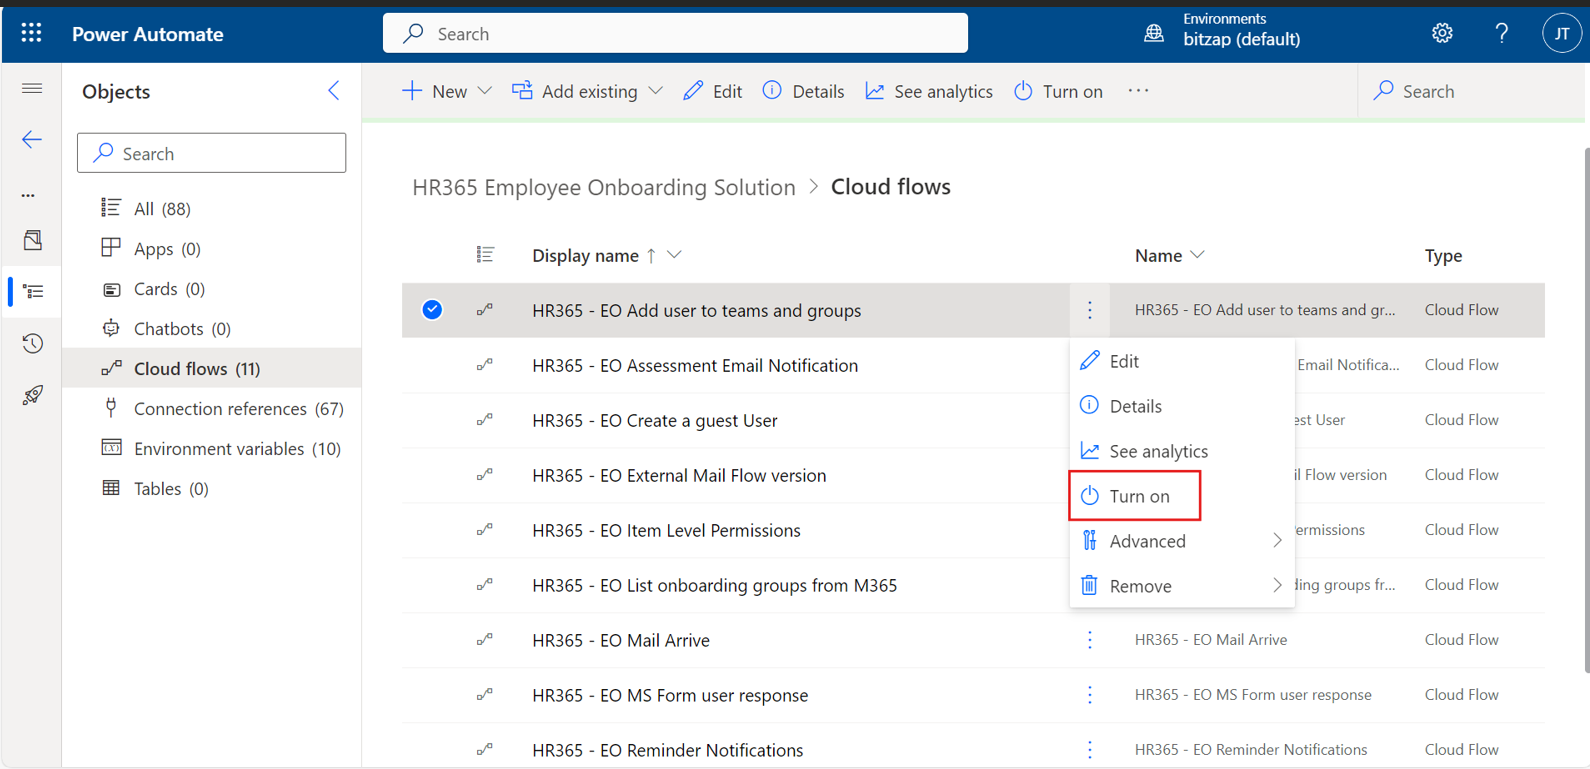 Power Automate
Search
Environments
bitzap (default)
?
JT
Objects
New
Add existing
Edit
Details
See analytics
Turn on
...
Search
Search
HR365 Employee Onboarding Solution > Cloud flows
All (88)
Apps (0)
Cards (0)
Chatbots (0)
Cloud flows (11)
Connection references (67)
Environment variables (10)
Tables (0)
Display name ↑
Name
Type
HR365 - EO Add user to teams and groups
HR365 - EO Add user to teams and gr...
Cloud Flow
HR365 - EO Assessment Email Notification
Email Notifica...
Cloud Flow
HR365 - EO Create a guest User
est User
Cloud Flow
HR365 - EO External Mail Flow version
il Flow version
Cloud Flow
HR365 - EO Item Level Permissions
ermissions
Cloud Flow
HR365 - EO List onboarding groups from M365
ding groups fr...
Cloud Flow
HR365 - EO Mail Arrive
HR365 - EO Mail Arrive
Cloud Flow
HR365 - EO MS Form user response
HR365 - EO MS Form user response
Cloud Flow
HR365 - EO Reminder Notifications
HR365 - EO Reminder Notifications
Cloud Flow
Edit
Details
See analytics
Turn on
Advanced
Remove